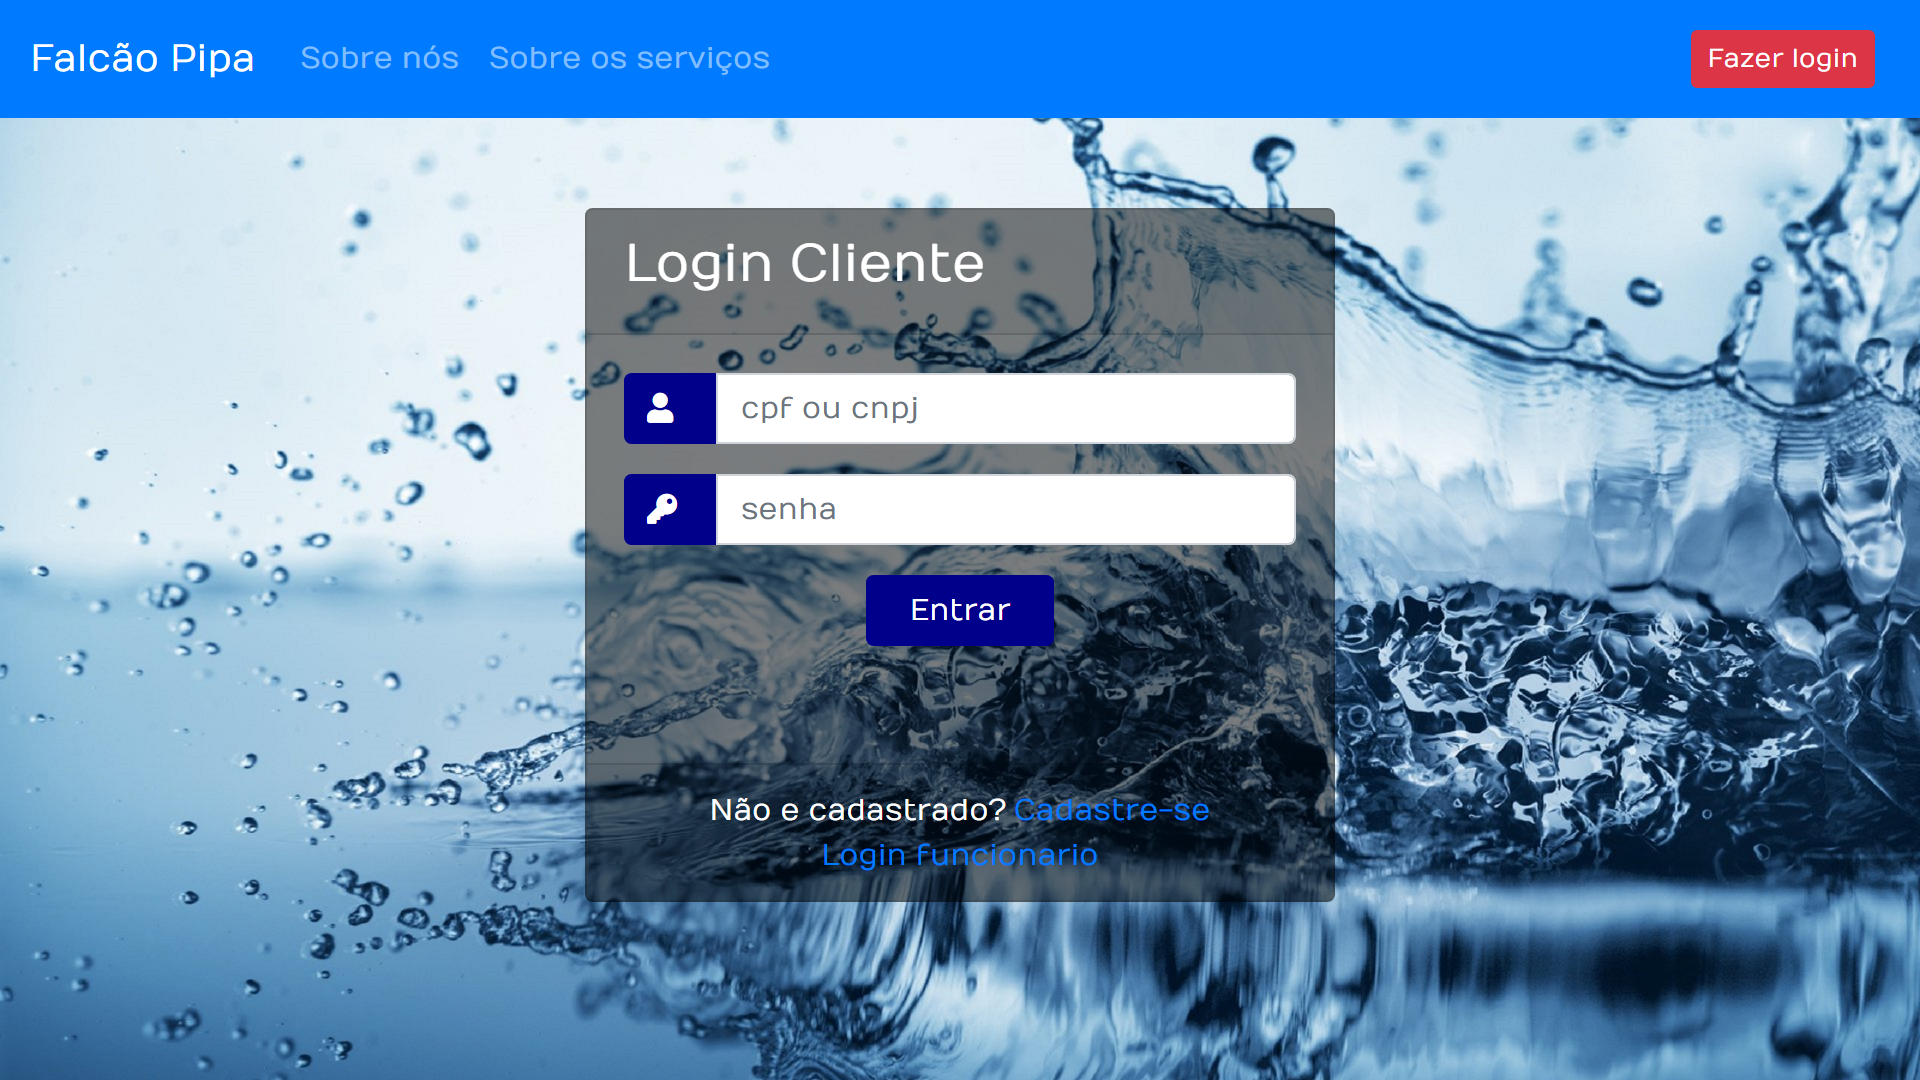 Falcão Pipa Sobre nós Sobre os serviços Fazer login
Login Cliente
cpf ou cnpj
senha
Entrar
Não e cadastrado? Cadastre-se
Login funcionario